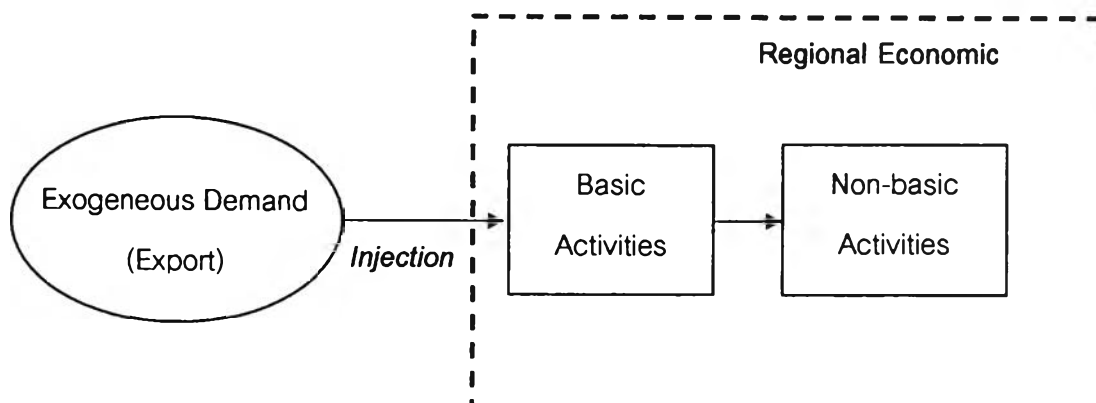 Regional Economic
Exogeneous Demand
(Export)
Injection
Basic
Activities
Non-basic
Activities